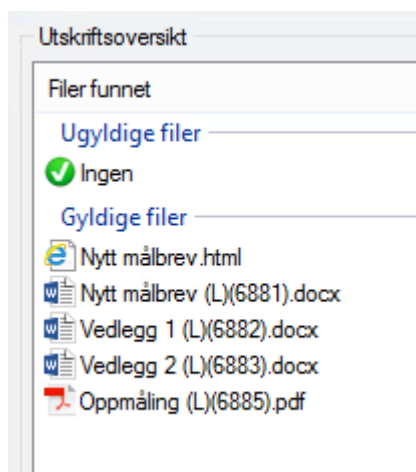 Utskriftsoversikt
Filer funnet
Ugyldige filer
Ingen
Gyldige filer
Nytt målbrev.html
Nytt målbrev (L)(6881).docx
Vedlegg 1 (L)(6882).docx
Vedlegg 2 (L)(6883).docx
Oppmåling (L)(6885).pdf